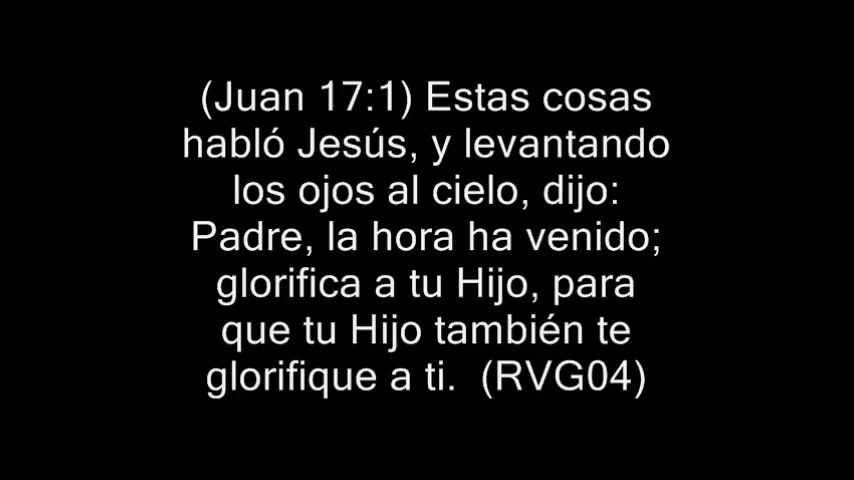 (Juan 17:1) Estas cosas
habló Jesús, y levantando
los ojos al cielo, dijo:
Padre, la hora ha venido;
glorifica a tu Hijo, para
que tu Hijo también te
glorifique a ti.  (RVG04)